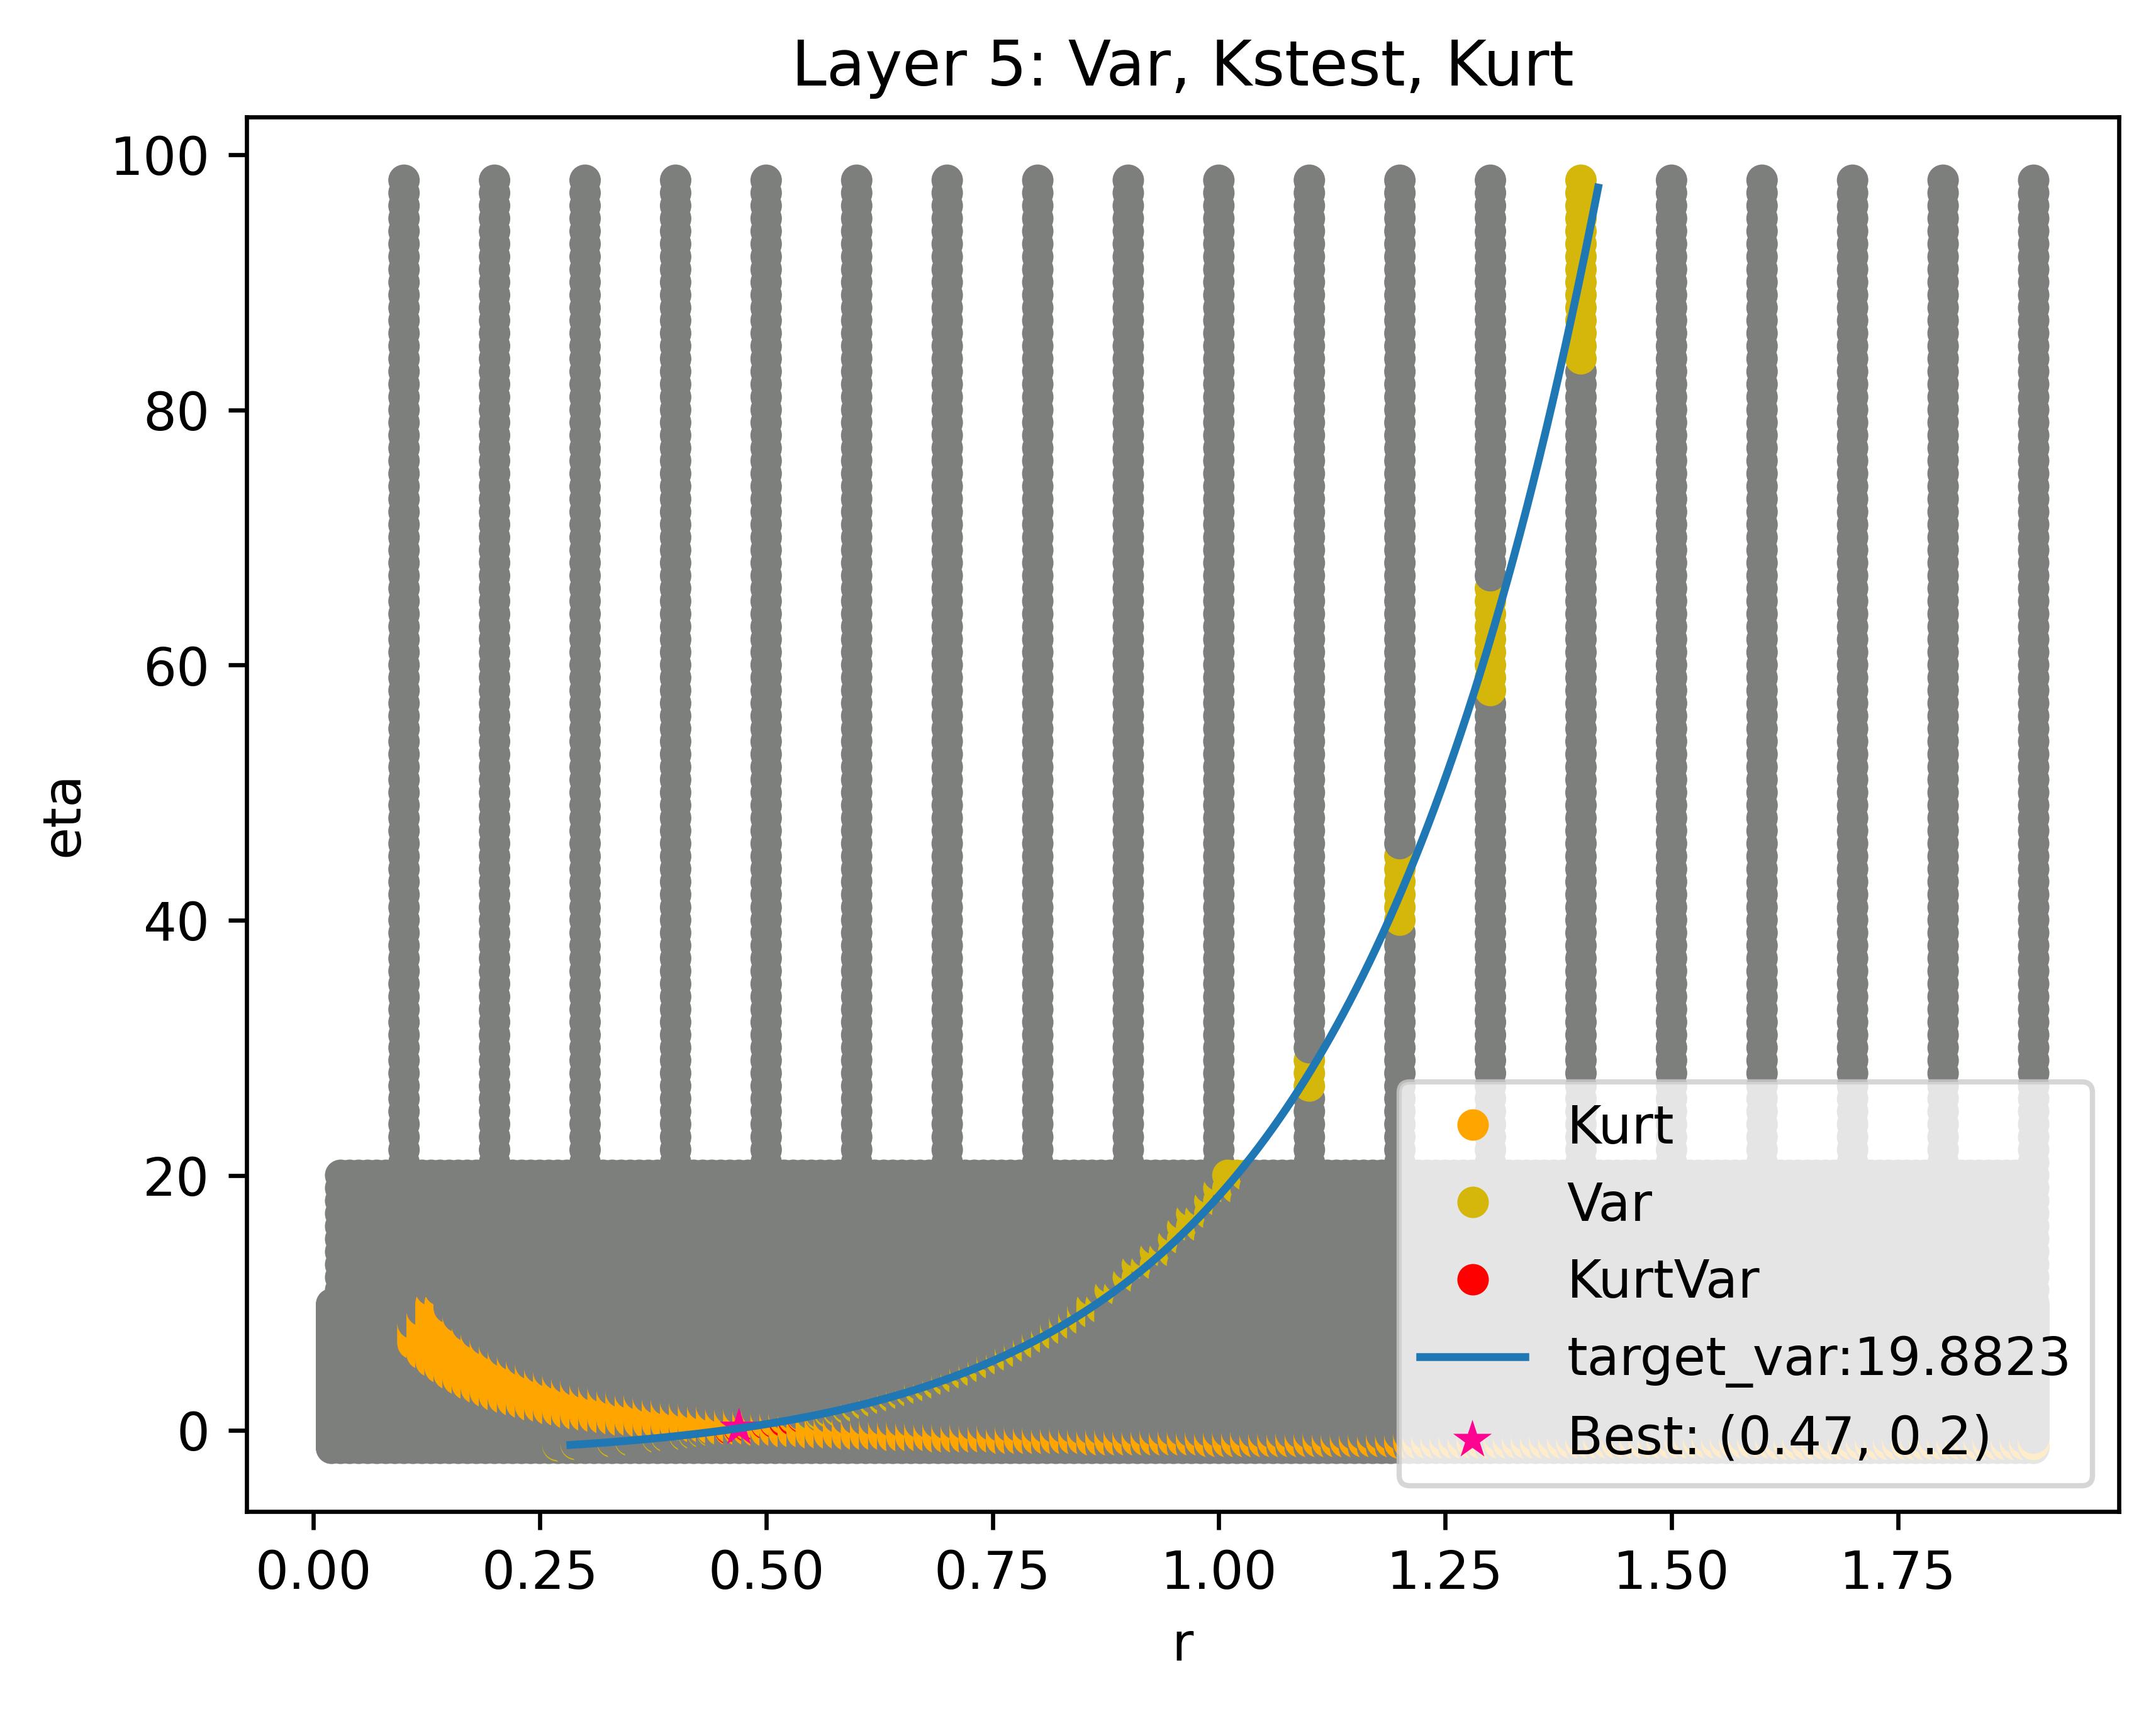 Layer 5: Var, Kstest, Kurt
100
80
60
40
20
0
eta
Kurt
Var
KurtVar
target_var:19.8823
Best: (0.47, 0.2)
0.00 0.25 0.50 0.75 1.00 1.25 1.50 1.75
r